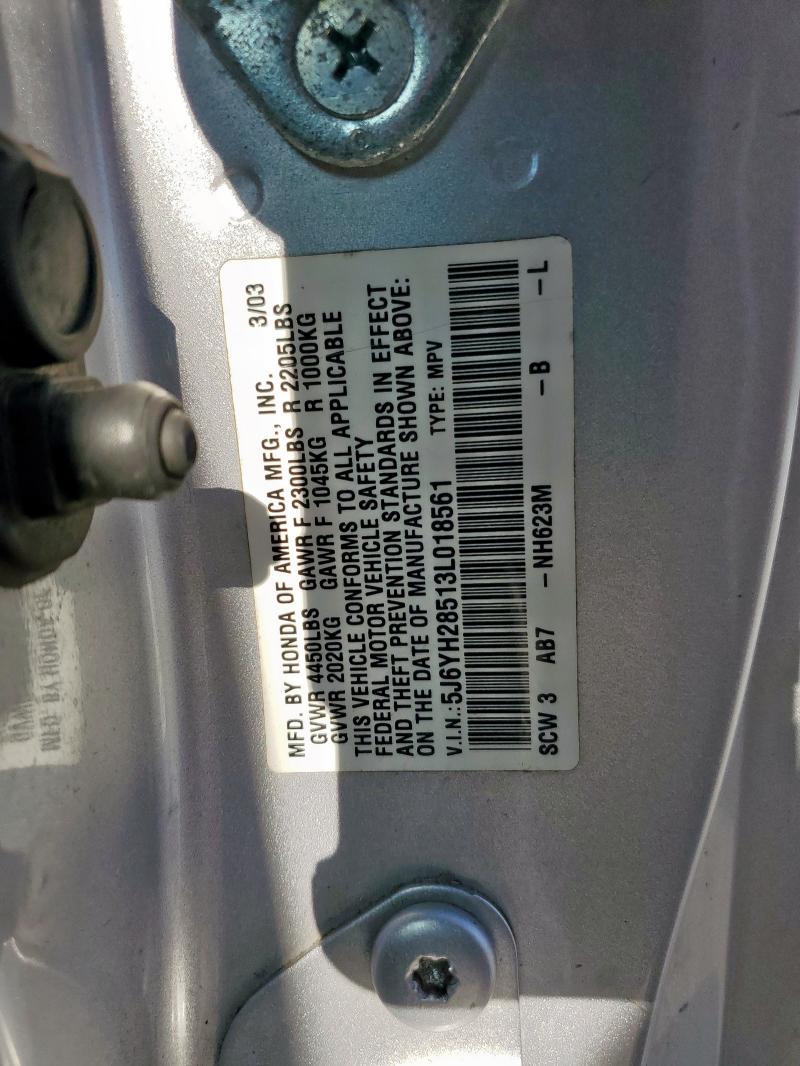 MFD. BY HONDA OF AMERICA MFG., INC. 3/03
GVWR 4450LBS GAWR F 2300LBS R 2205LBS
GVWR 2020KG GAWR F 1045KG R 1000KG
THIS VEHICLE CONFORMS TO ALL APPLICABLE
FEDERAL MOTOR VEHICLE SAFETY
AND THEFT PREVENTION STANDARDS IN EFFECT
ON THE DATE OF MANUFACTURE SHOWN ABOVE:
V.I.N.:5J6YH28513L018561 TYPE: MPV
SCW 3 AB7 -NH623M -B -L